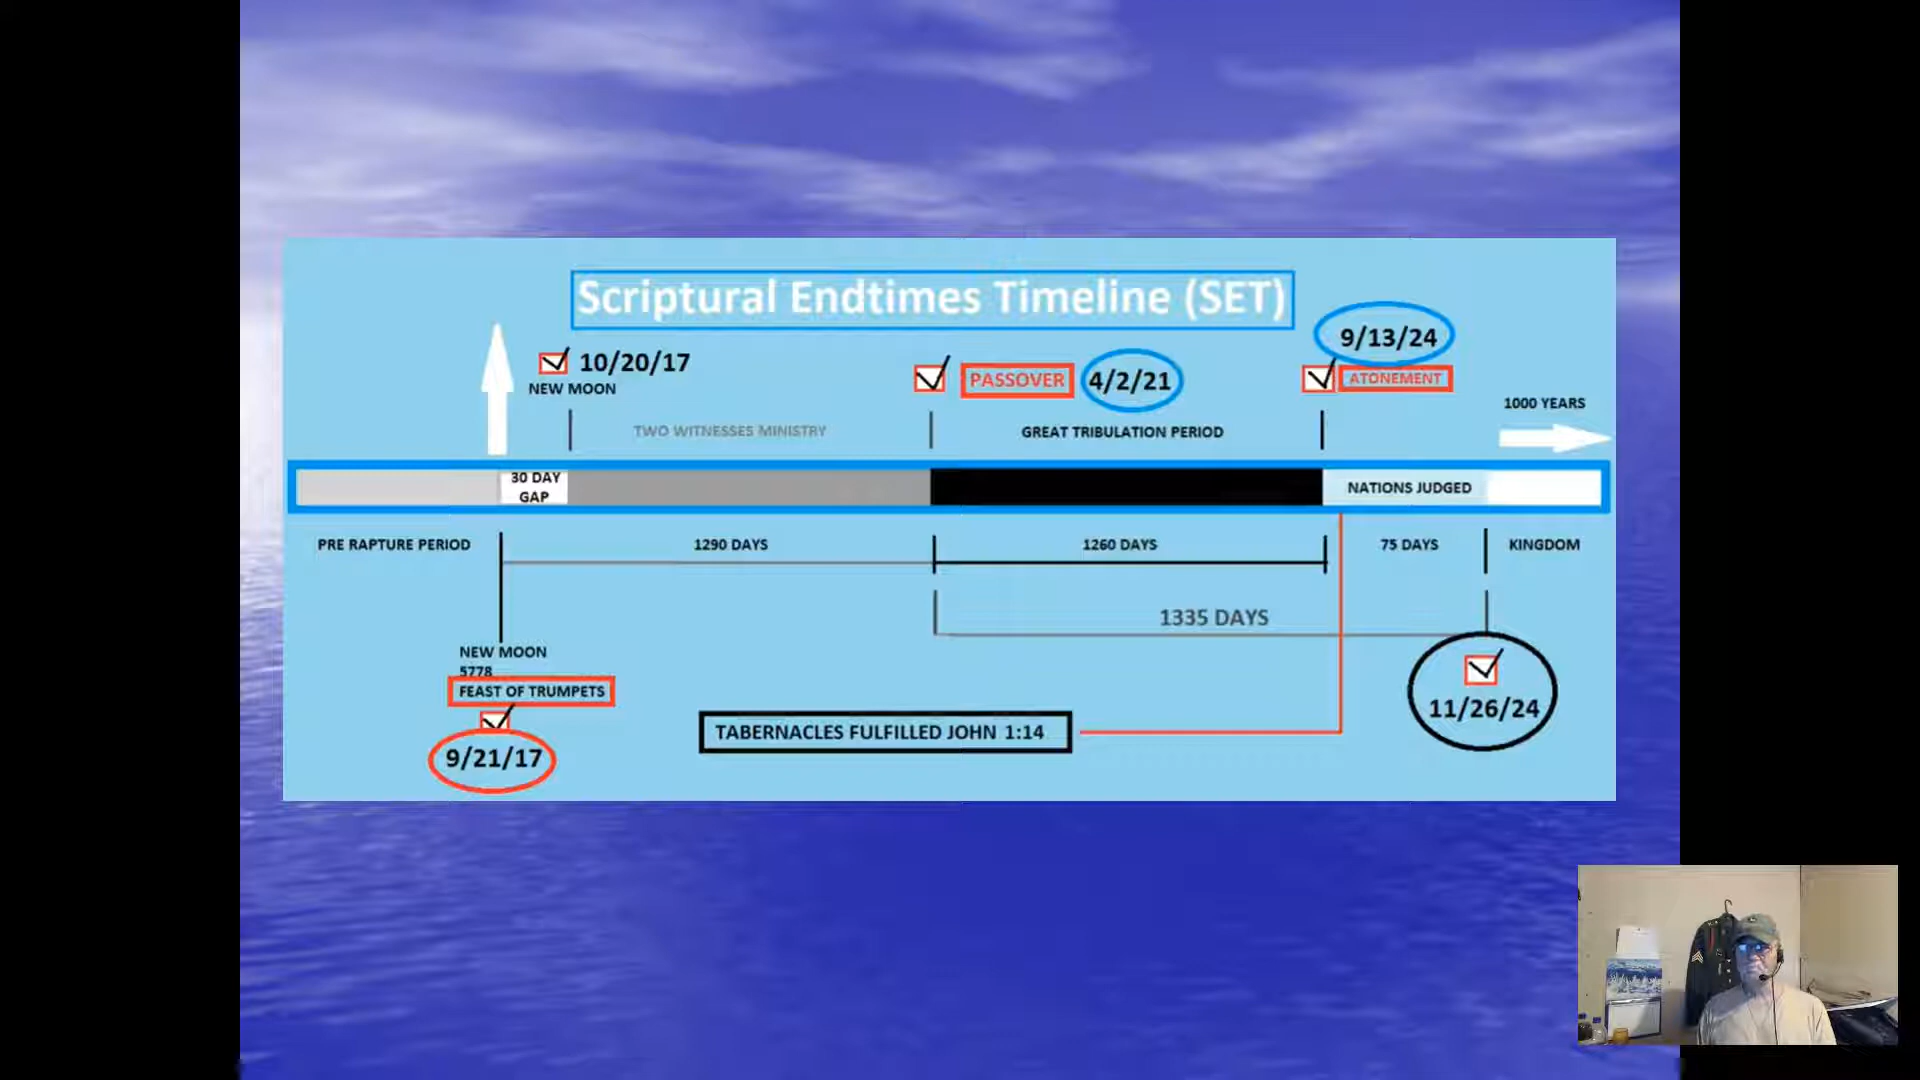 Scriptural Endtimes Timeline (SET)
9/13/24
10/20/17
NEW MOON
PASSOVER
4/2/21
ATONEMENT
1000 YEARS
TWO WITNESSES MINISTRY
GREAT TRIBULATION PERIOD
30 DAY
GAP
NATIONS JUDGED
PRE RAPTURE PERIOD
1290 DAYS
1260 DAYS
75 DAYS
KINGDOM
1335 DAYS
NEW MOON
5778
FEAST OF TRUMPETS
9/21/17
TABERNACLES FULFILLED JOHN 1:14
11/26/24